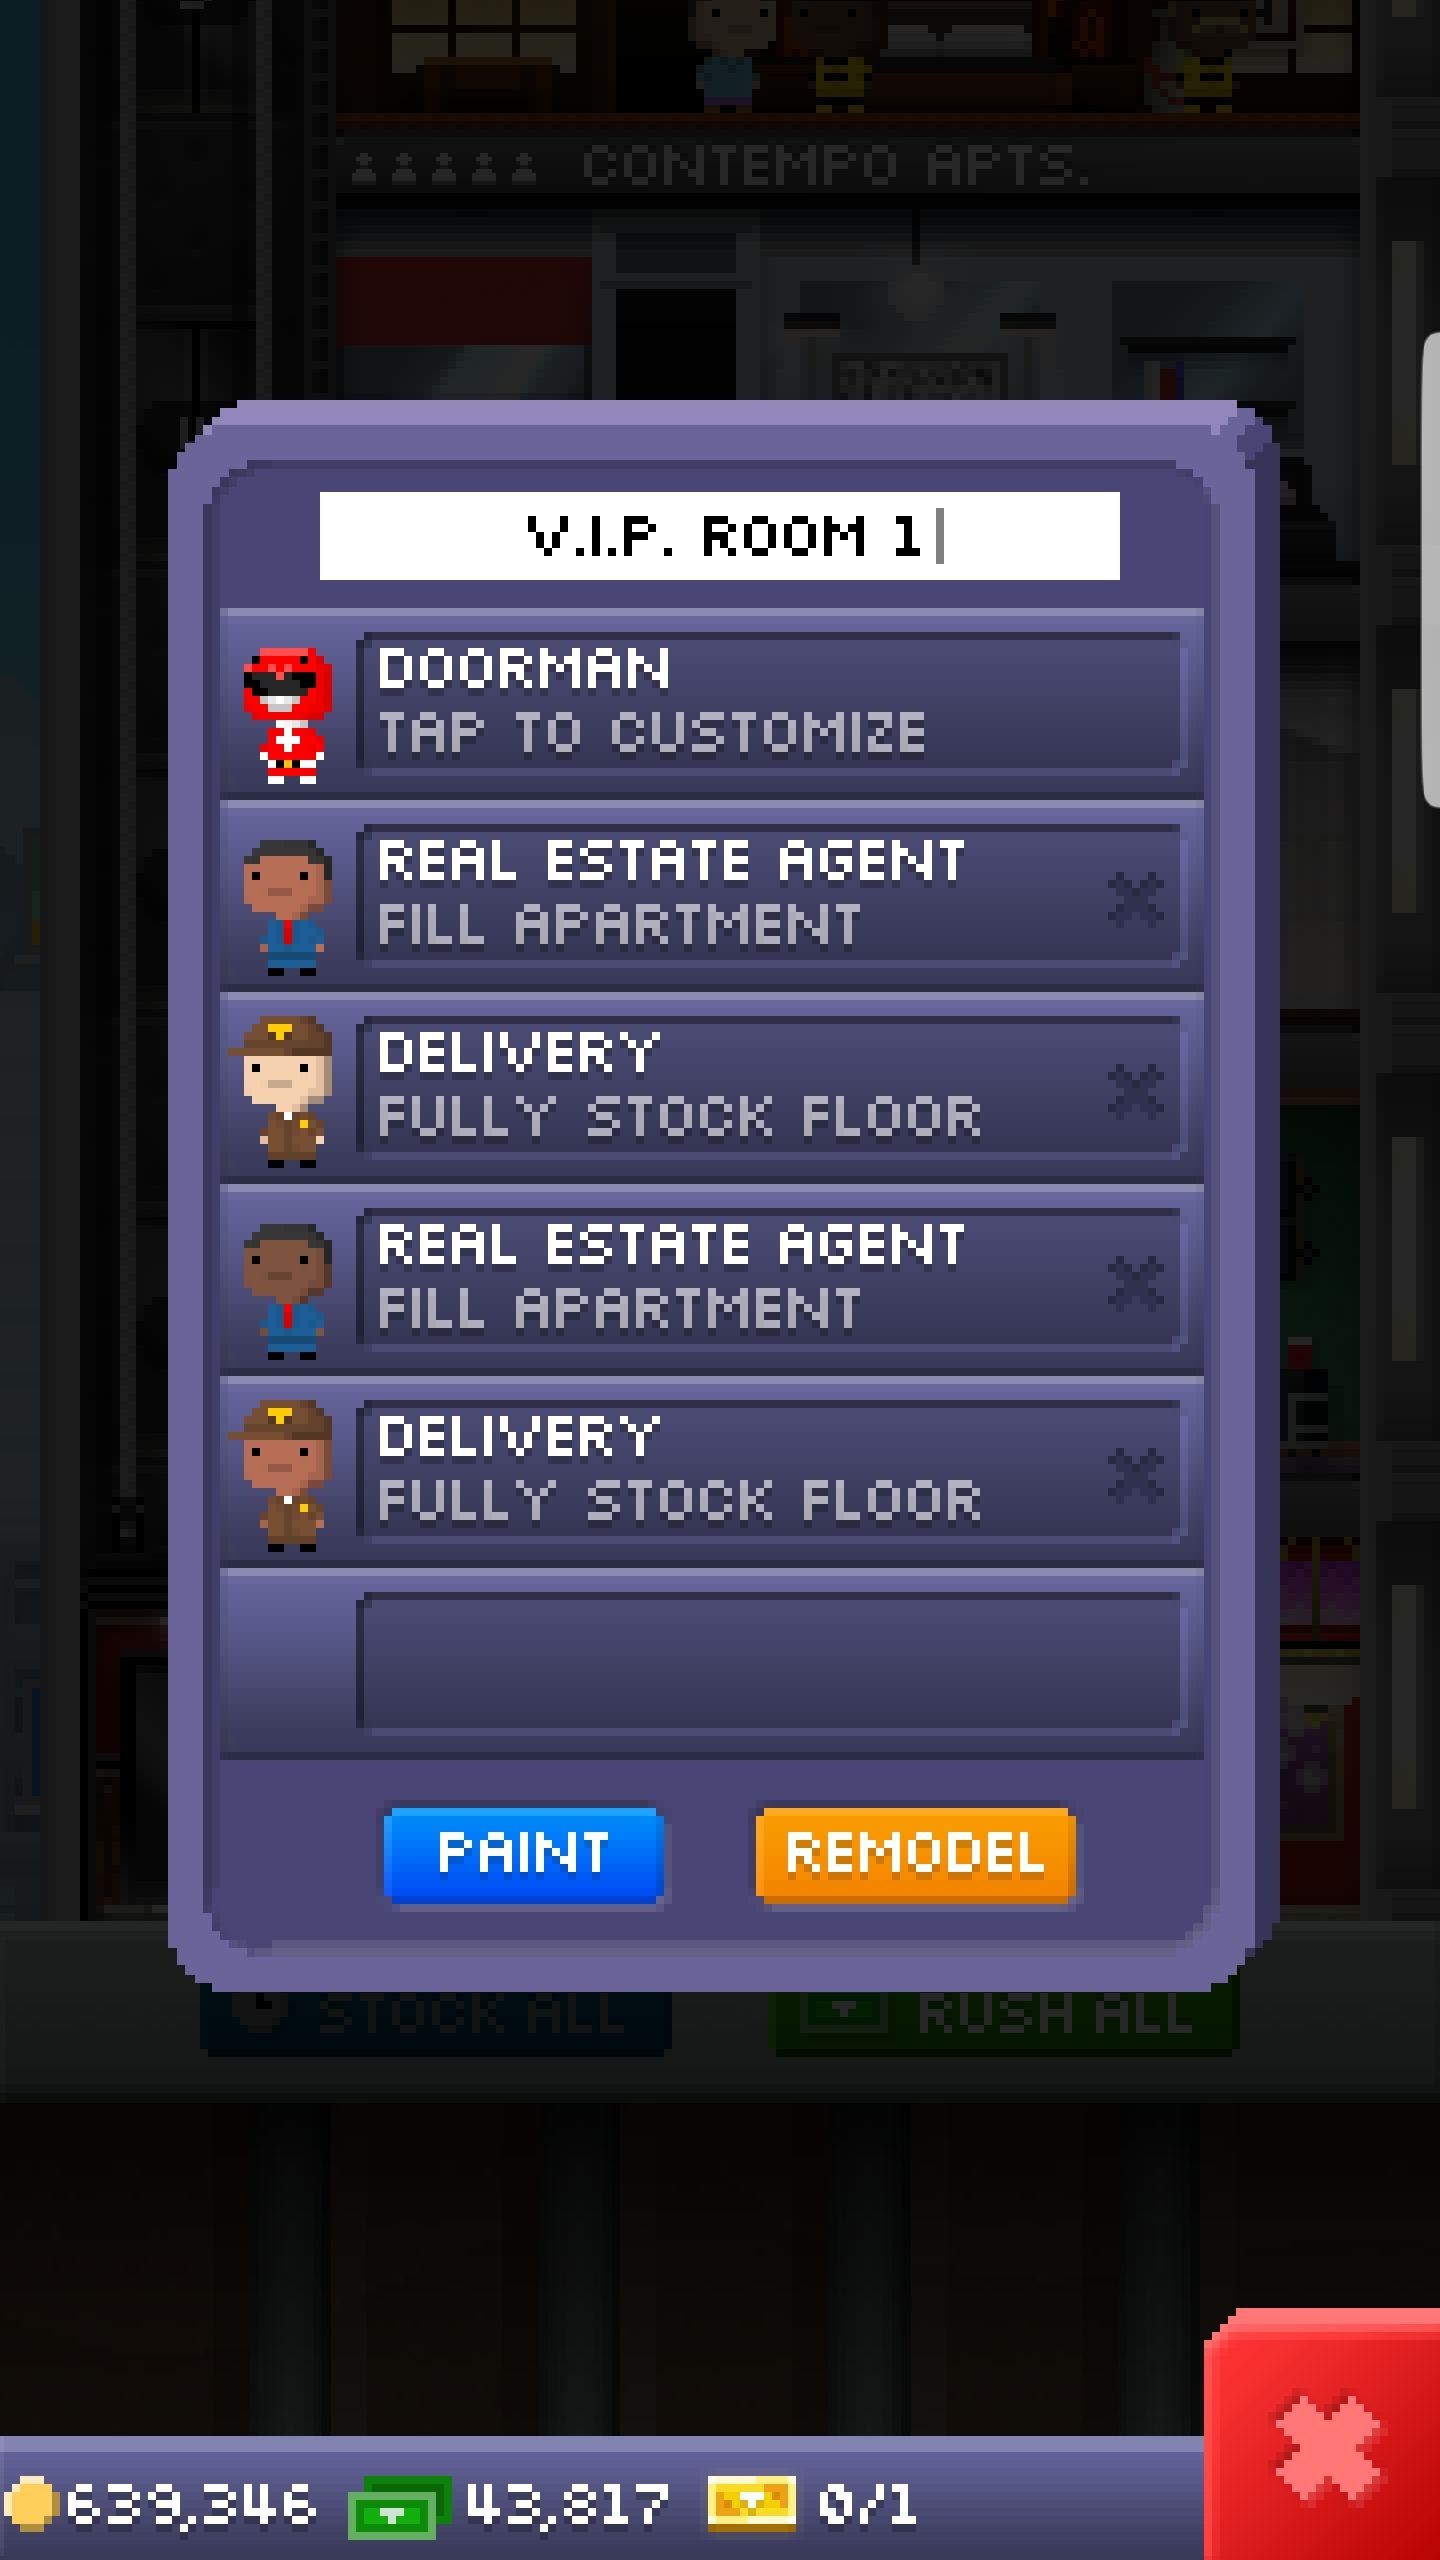 CONTEMPO APTS.
V.I.P. ROOM 1
DOORMAN
TAP TO CUSTOMIZE
REAL ESTATE AGENT
FILL APARTMENT
DELIVERY
FULLY STOCK FLOOR
REAL ESTATE AGENT
FILL APARTMENT
DELIVERY
FULLY STOCK FLOOR
PAINT REMODEL
STOCK ALL RUSH ALL
639,346 43,817 0/1